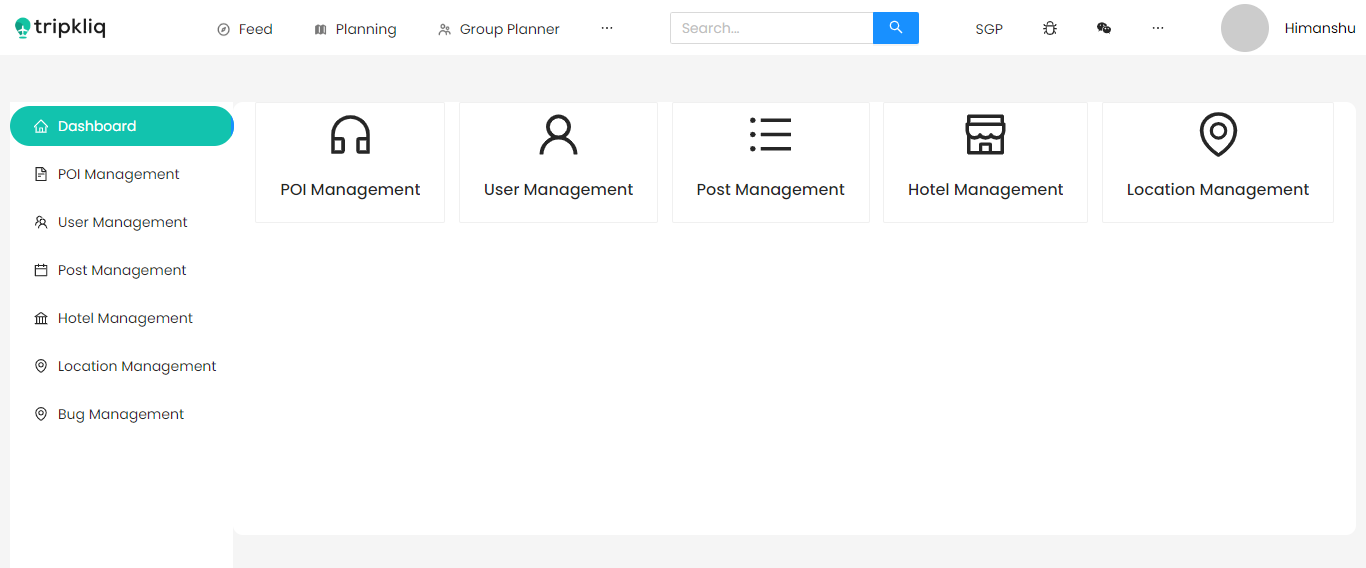 tripkliq
Feed
Planning
Group Planner
Search...
SGP
Himanshu
Dashboard
POI Management
User Management
Post Management
Hotel Management
Location Management
Bug Management
POI Management
User Management
Post Management
Hotel Management
Location Management